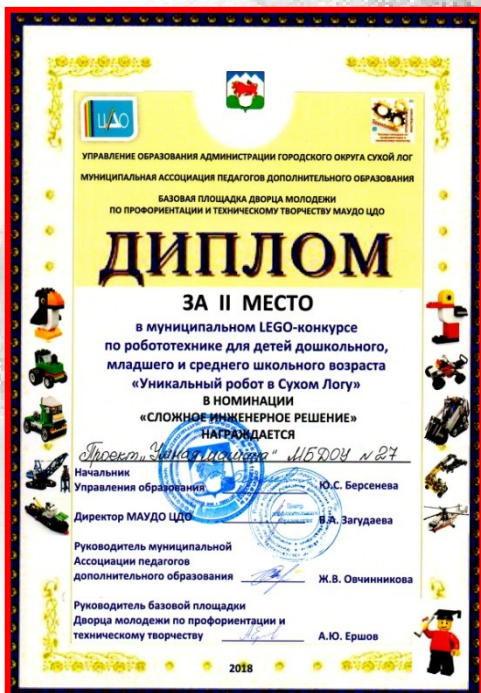 ЦДО
УПРАВЛЕНИЕ ОБРАЗОВАНИЯ АДМИНИСТРАЦИИ ГОРОДСКОГО ОКРУГА СУХОЙ ЛОГ
МУНИЦИПАЛЬНАЯ АССОЦИАЦИЯ ПЕДАГОГОВ ДОПОЛНИТЕЛЬНОГО ОБРАЗОВАНИЯ
БАЗОВАЯ ПЛОЩАДКА ДВОРЦА МОЛОДЕЖИ
ПО ПРОФОРИЕНТАЦИИ И ТЕХНИЧЕСКОМУ ТВОРЧЕСТВУ МАУДО ЦДО
ДИПЛОМ
ЗА II МЕСТО
в муниципальном LEGO-конкурсе
по робототехнике для детей дошкольного,
младшего и среднего школьного возраста
«Уникальный робот в Сухом Логу»
В НОМИНАЦИИ
«СЛОЖНОЕ ИНЖЕНЕРНОЕ РЕШЕНИЕ»
НАГРАЖДАЕТСЯ
Проект „Умная машина" МБДОУ №27
Начальник
Управления образования Ю.С. Берсенева
Директор МАУДО ЦДО В.А. Загудаева
Руководитель муниципальной
Ассоциации педагогов
дополнительного образования Ж.В. Овчинникова
Руководитель базовой площадки
Дворца молодежи по профориентации и
техническому творчеству А.Ю. Ершов
2018